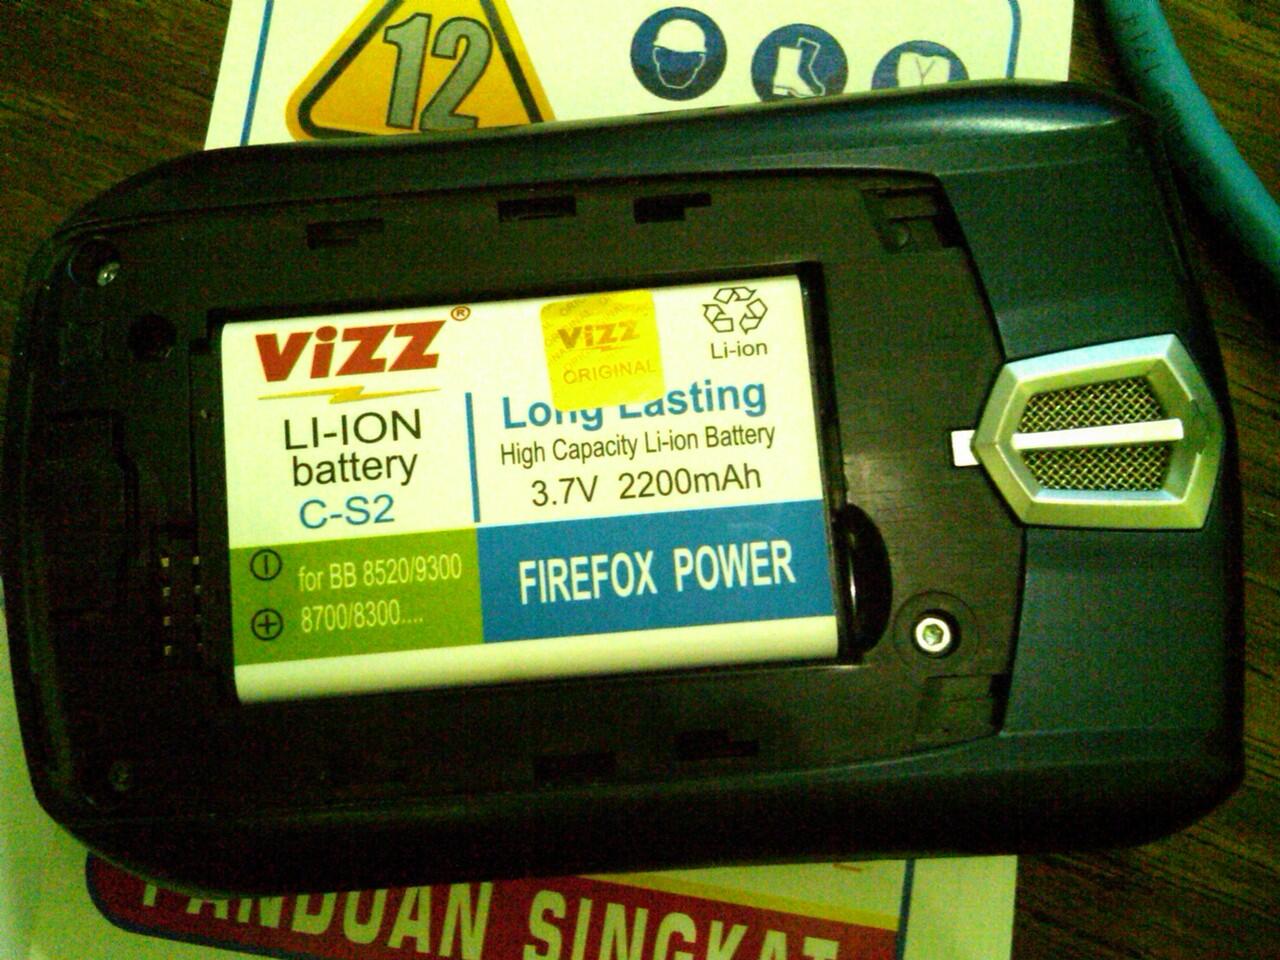 12
ViZZ®
ViZZ
ORIGINAL
Li-ion
LI-ION
battery
C-S2
Long Lasting
High Capacity Li-ion Battery
3.7V 2200mAh
for BB 8520/9300
8700/8300....
FIREFOX POWER
PANDUAN SINGKAT